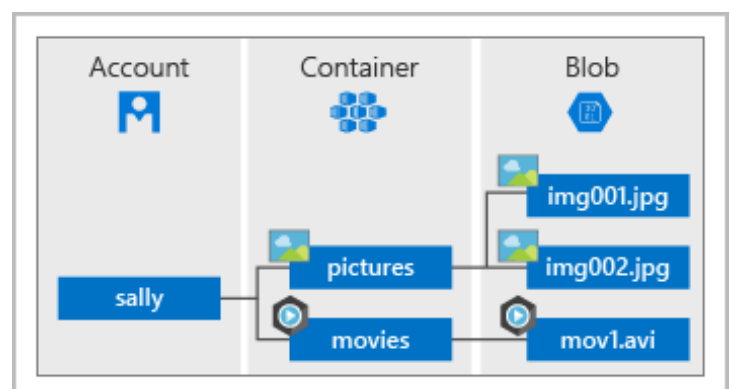 Account
Container
Blob
img001.jpg
pictures
img002.jpg
sally
movies
mov1.avi